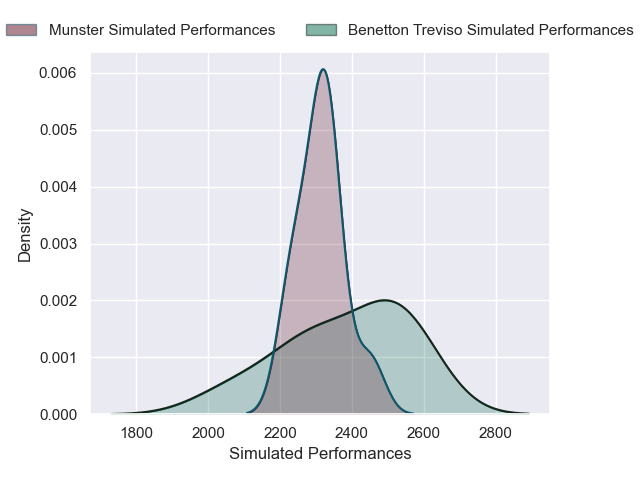 Munster Simulated Performances Benetton Treviso Simulated Performances
0.006
0.005
0.004
0.003
0.002
0.001
0.000
Density
1800 2000 2200 2400 2600 2800
Simulated Performances